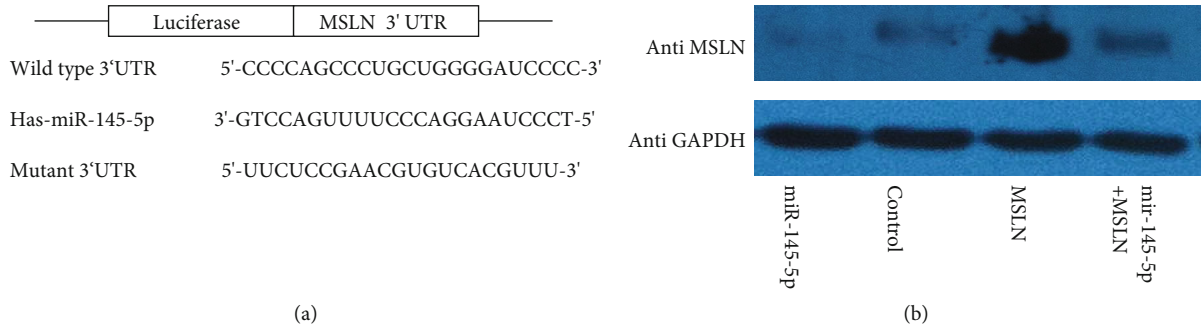 Luciferase MSLN 3' UTR
Wild type 3‘UTR 5'-CCCCAGCCCUGCUGGGGAUCCCC-3'
Has-miR-145-5p 3'-GTCCAGUUUUCCCAGGAAUCCCT-5'
Mutant 3‘UTR 5'-UUCUCCGAACGUGUCACGUUU-3'
(a)
Anti MSLN
Anti GAPDH
miR-145-5p
Control
MSLN
mir-145-5p
+MSLN
(b)